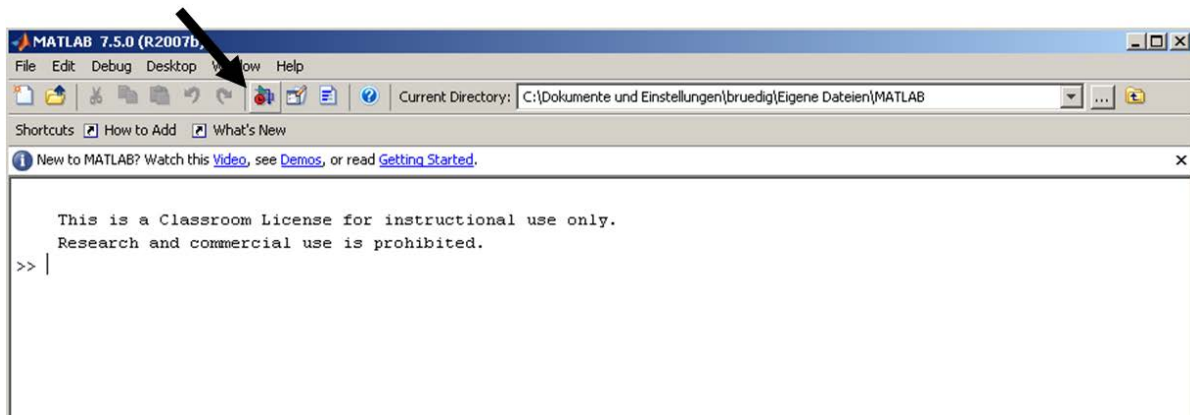 MATLAB 7.5.0 (R2007b)
File Edit Debug Desktop Window Help
Current Directory: C:\Dokumente und Einstellungen\bruedig\Eigene Dateien\MATLAB
Shortcuts How to Add What's New
New to MATLAB? Watch this Video, see Demos, or read Getting Started.
This is a Classroom License for instructional use only.
Research and commercial use is prohibited.
>>